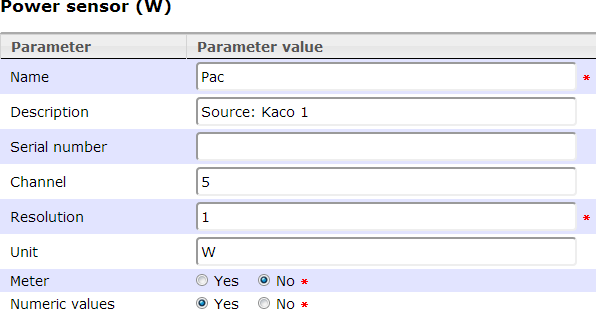 Power sensor (W)
Parameter Parameter value
Name Pac *
Description Source: Kaco 1
Serial number
Channel 5
Resolution 1 *
Unit W
Meter Yes No *
Numeric values Yes No *